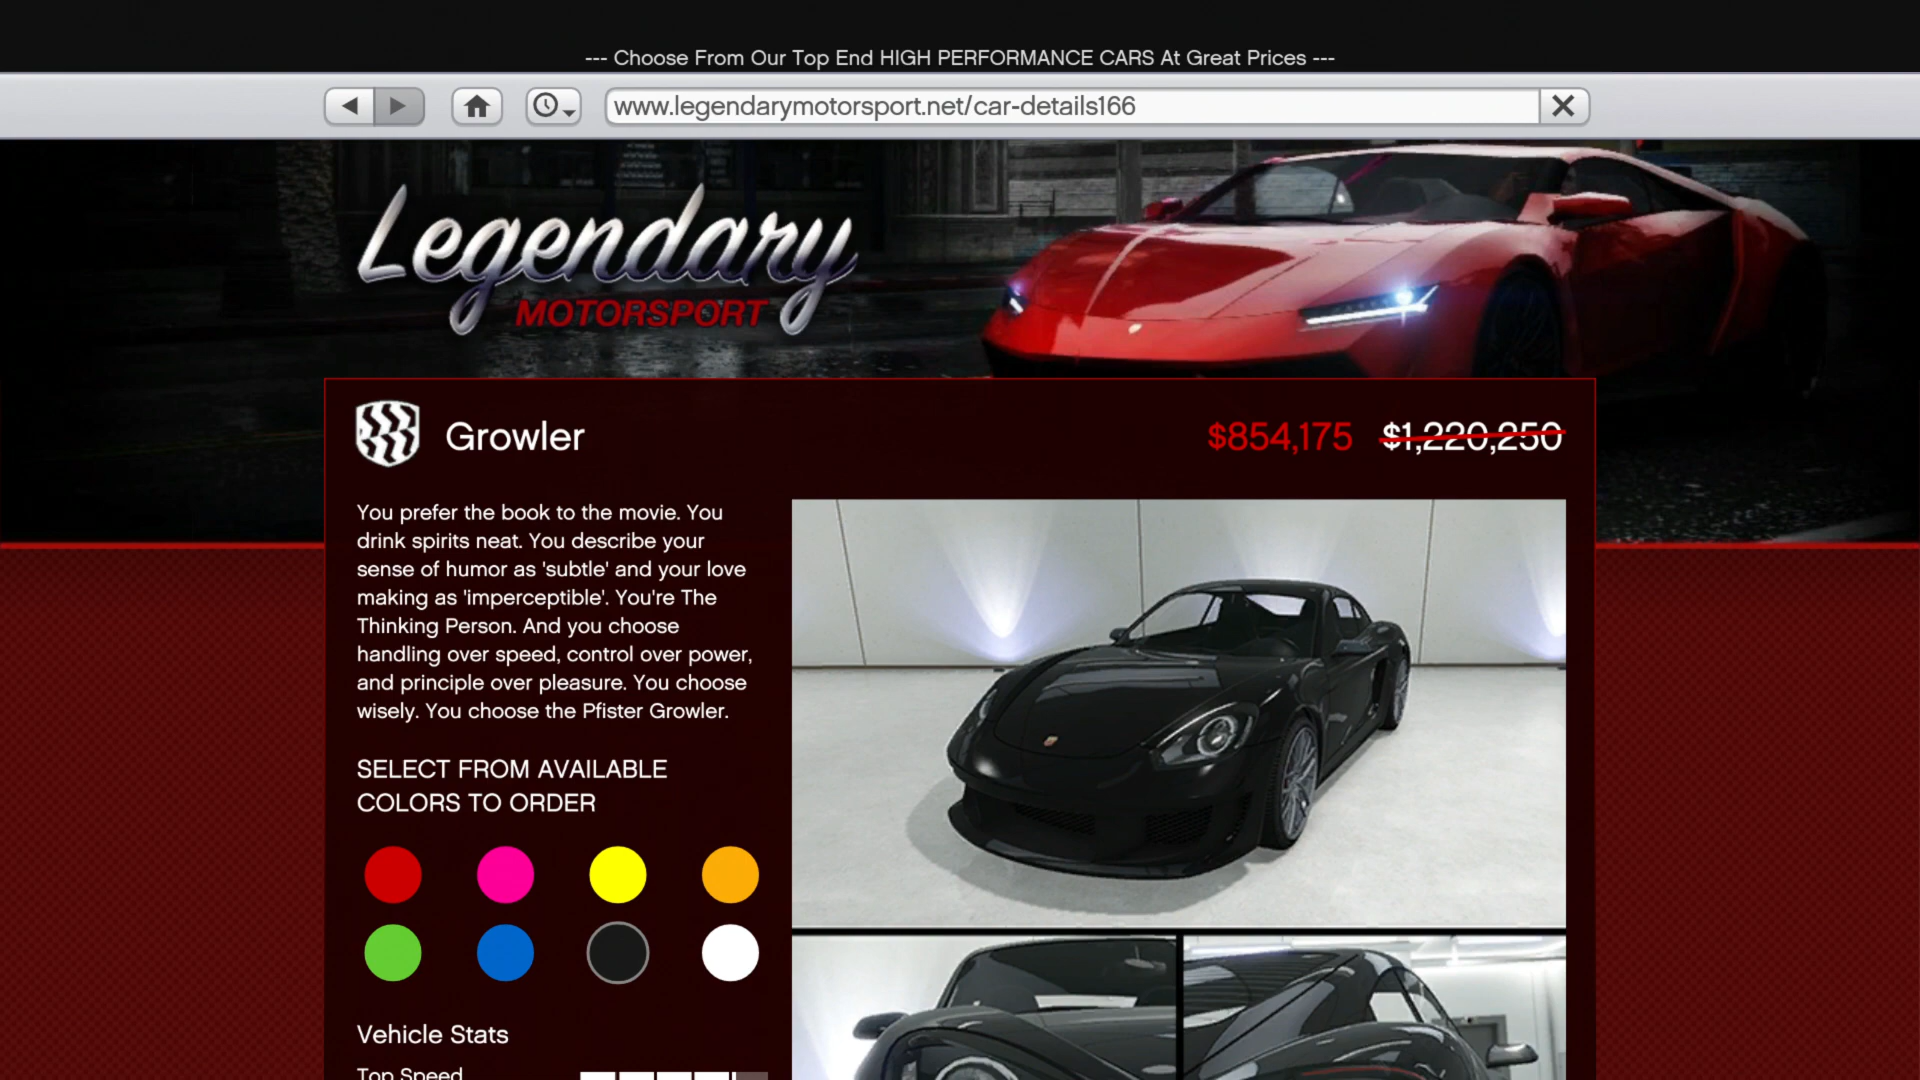 --- Choose From Our Top End HIGH PERFORMANCE CARS At Great Prices ---
www.legendarymotorsport.net/car-details166
Legendary
MOTORSPORT
Growler
$854,175 $1,220,250
You prefer the book to the movie. You
drink spirits neat. You describe your
sense of humor as 'subtle' and your love
making as 'imperceptible'. You're The
Thinking Person. And you choose
handling over speed, control over power,
and principle over pleasure. You choose
wisely. You choose the Pfister Growler.
SELECT FROM AVAILABLE
COLORS TO ORDER
Vehicle Stats
Top Speed